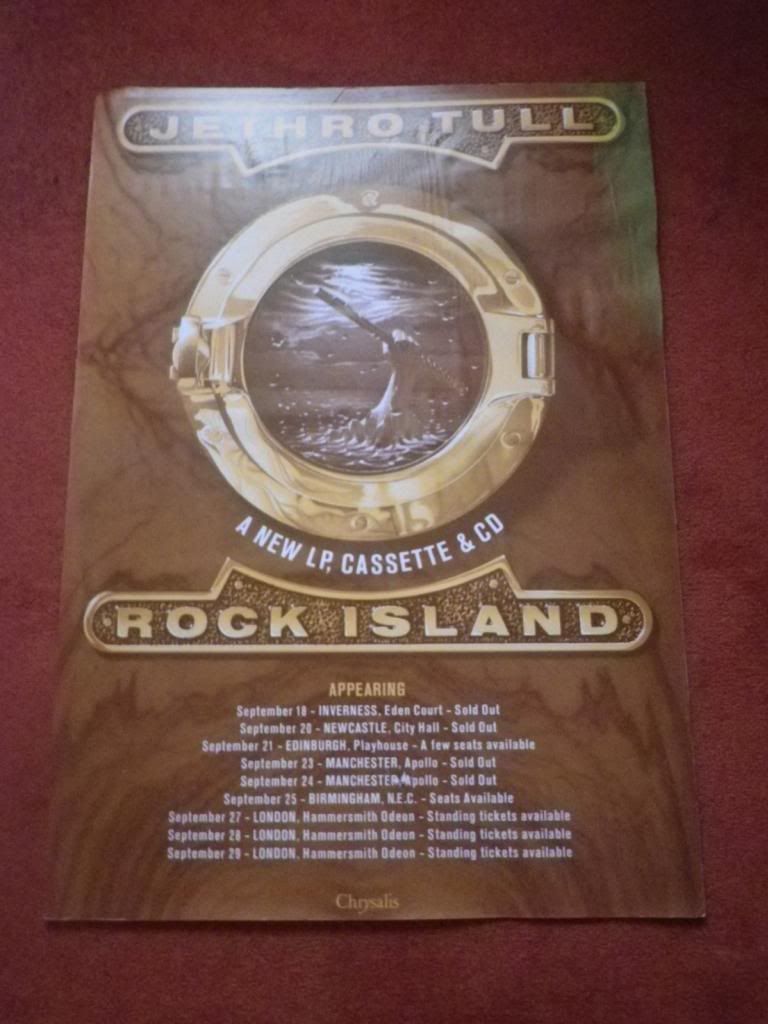 JETHRO TULL
A NEW LP, CASSETTE & CD
ROCK ISLAND
APPEARING
September 18 - INVERNESS, Eden Court - Sold Out
September 20 - NEWCASTLE, City Hall - Sold Out
September 21 - EDINBURGH, Playhouse - A few seats available
September 23 - MANCHESTER, Apollo - Sold Out
September 24 - MANCHESTER, Apollo - Sold Out
September 25 - BIRMINGHAM, N.E.C. - Seats Available
September 27 - LONDON, Hammersmith Odeon - Standing tickets available
September 28 - LONDON, Hammersmith Odeon - Standing tickets available
September 29 - LONDON, Hammersmith Odeon - Standing tickets available
Chrysalis